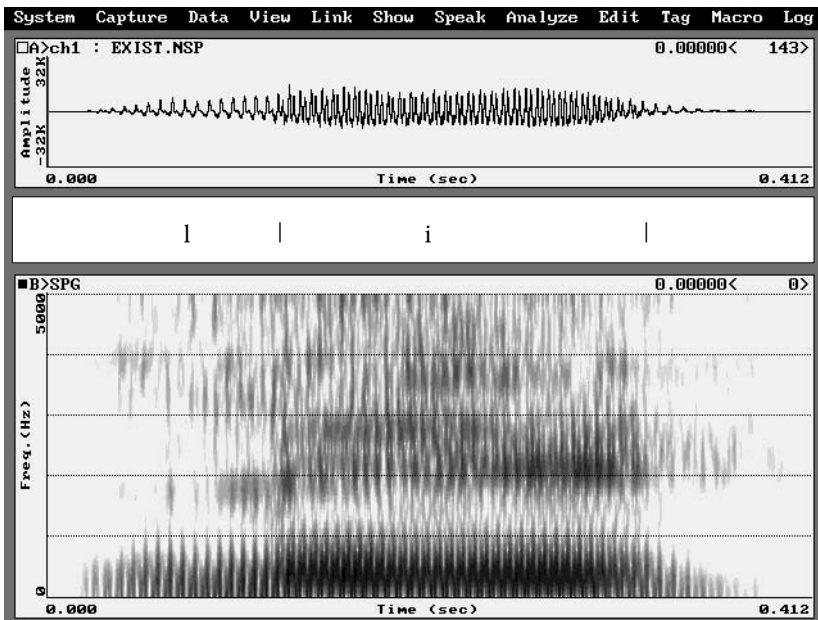 System Capture Data View Link Show Speak Analyze Edit Tag Macro Log
□A>ch1 : EXIST.NSP 0.00000< 143>
Amplitude
32K
-32K
0.000 Time (sec) 0.412
l | i |
■B>SPG 0.00000< 0>
5000
Freq.(Hz)
0
0.000 Time (sec) 0.412